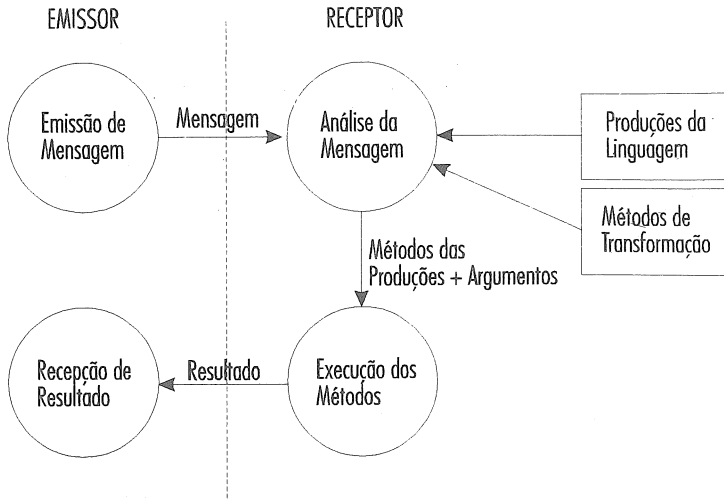 EMISSOR
RECEPTOR
Emissão de
Mensagem
Mensagem
Análise da
Mensagem
Produções da
Linguagem
Métodos de
Transformação
Métodos das
Produções + Argumentos
Recepção de
Resultado
Resultado
Execução dos
Métodos